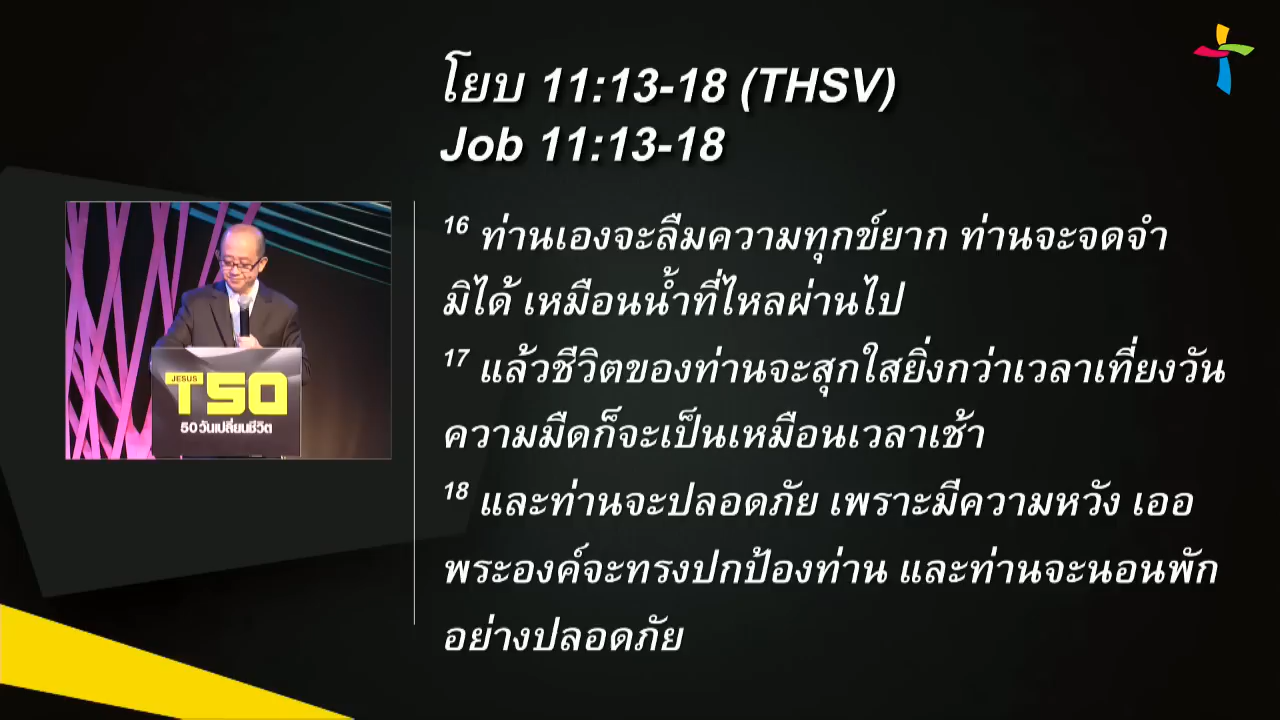 โยบ 11:13-18 (THSV)
Job 11:13-18
16 ท่านเองจะลืมความทุกข์ยาก ท่านจะจดจำ
มิได้ เหมือนน้ำที่ไหลผ่านไป
17 แล้วชีวิตของท่านจะสุกใสยิ่งกว่าเวลาเที่ยงวัน
ความมืดก็จะเป็นเหมือนเวลาเช้า
18 และท่านจะปลอดภัย เพราะมีความหวัง เออ
พระองค์จะทรงปกป้องท่าน และท่านจะนอนพัก
อย่างปลอดภัย
JESUS
T50
50 วันเปลี่ยนชีวิต